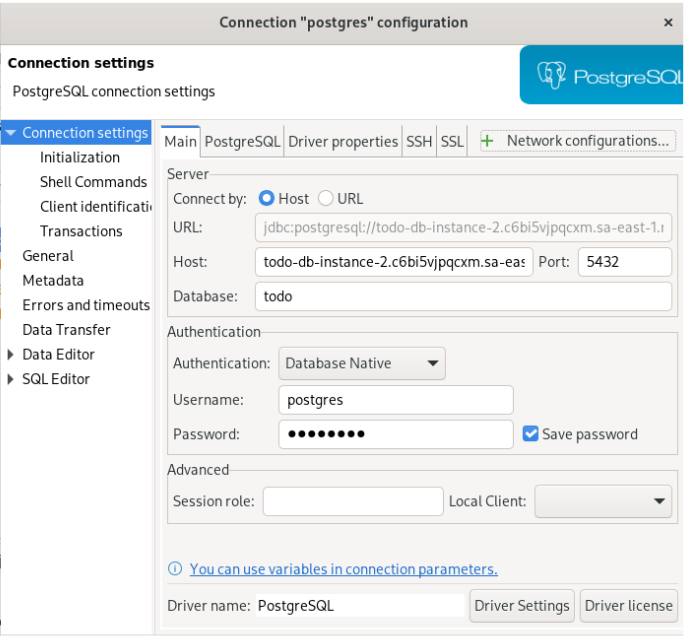 Connection "postgres" configuration
×
Connection settings
PostgreSQL connection settings
PostgreSQL
Connection settings
Initialization
Shell Commands
Client identificati
Transactions
General
Metadata
Errors and timeouts
Data Transfer
Data Editor
SQL Editor
Main PostgreSQL Driver properties SSH SSL + Network configurations...
Server
Connect by: Host URL
URL: jdbc:postgresql://todo-db-instance-2.c6bi5vjpqcxm.sa-east-1.r
Host: todo-db-instance-2.c6bi5vjpqcxm.sa-eas Port: 5432
Database: todo
Authentication
Authentication: Database Native
Username: postgres
Password: ●●●●●●●● Save password
Advanced
Session role: Local Client:
You can use variables in connection parameters.
Driver name: PostgreSQL Driver Settings Driver license